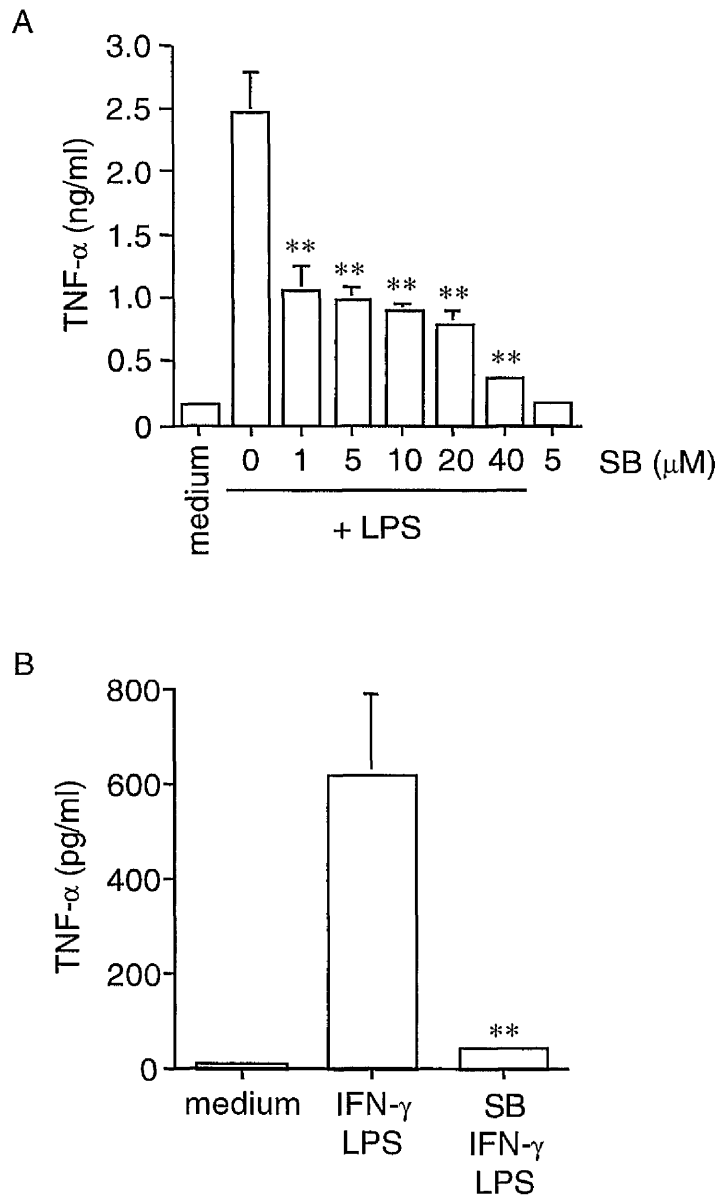 A
3.0
2.5
2.0
1.5
1.0
0.5
0
TNF-α (ng/ml)
**
**
**
**
**
medium
0 1 5 10 20 40 5 SB (μM)
+ LPS
B
800
600
400
200
0
TNF-α (pg/ml)
**
medium IFN-γ SB
LPS IFN-γ
LPS